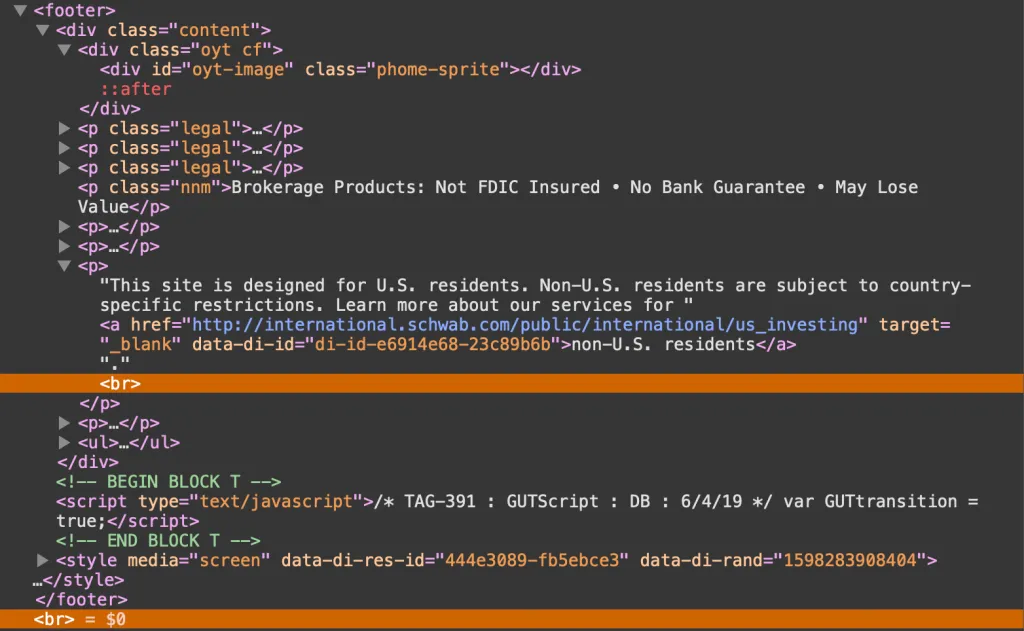 <footer>
<div class="content">
<div class="oyt cf">
<div id="oyt-image" class="phome-sprite"></div>
::after
</div>
<p class="legal">…</p>
<p class="legal">…</p>
<p class="legal">…</p>
<p class="nnm">Brokerage Products: Not FDIC Insured • No Bank Guarantee • May Lose
Value</p>
<p>…</p>
<p>…</p>
<p>
"This site is designed for U.S. residents. Non-U.S. residents are subject to country-
specific restrictions. Learn more about our services for "
<a href="http://international.schwab.com/public/international/us_investing" target=
"_blank" data-di-id="di-id-e6914e68-23c89b6b">non-U.S. residents</a>
"."
<br>
</p>
<p>…</p>
<ul>…</ul>
</div>
<!-- BEGIN BLOCK T -->
<script type="text/javascript">/* TAG-391 : GUTScript : DB : 6/4/19 */ var GUTtransition =
true;</script>
<!-- END BLOCK T -->
<style media="screen" data-di-res-id="444e3089-fb5ebce3" data-di-rand="1598283908404">
…</style>
</footer>
<br> = $0